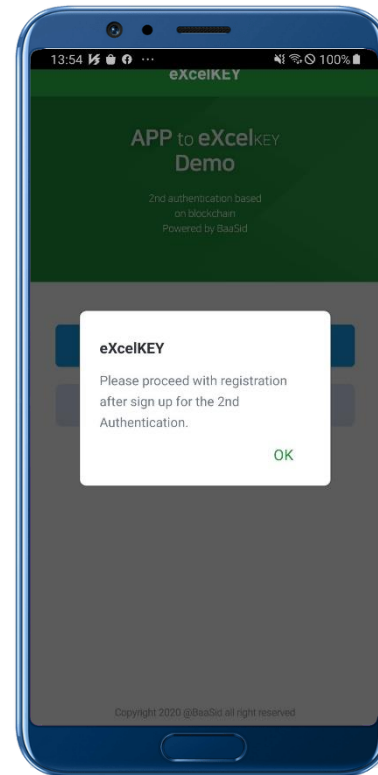 13:54 ··· 100%
eXcelKEY
APP to eXcelKEY
Demo
2nd authentication based
on blockchain
Powered by BaaSid
eXcelKEY
Please proceed with registration
after sign up for the 2nd
Authentication.
OK
Copyright 2020 @BaaSid all right reserved